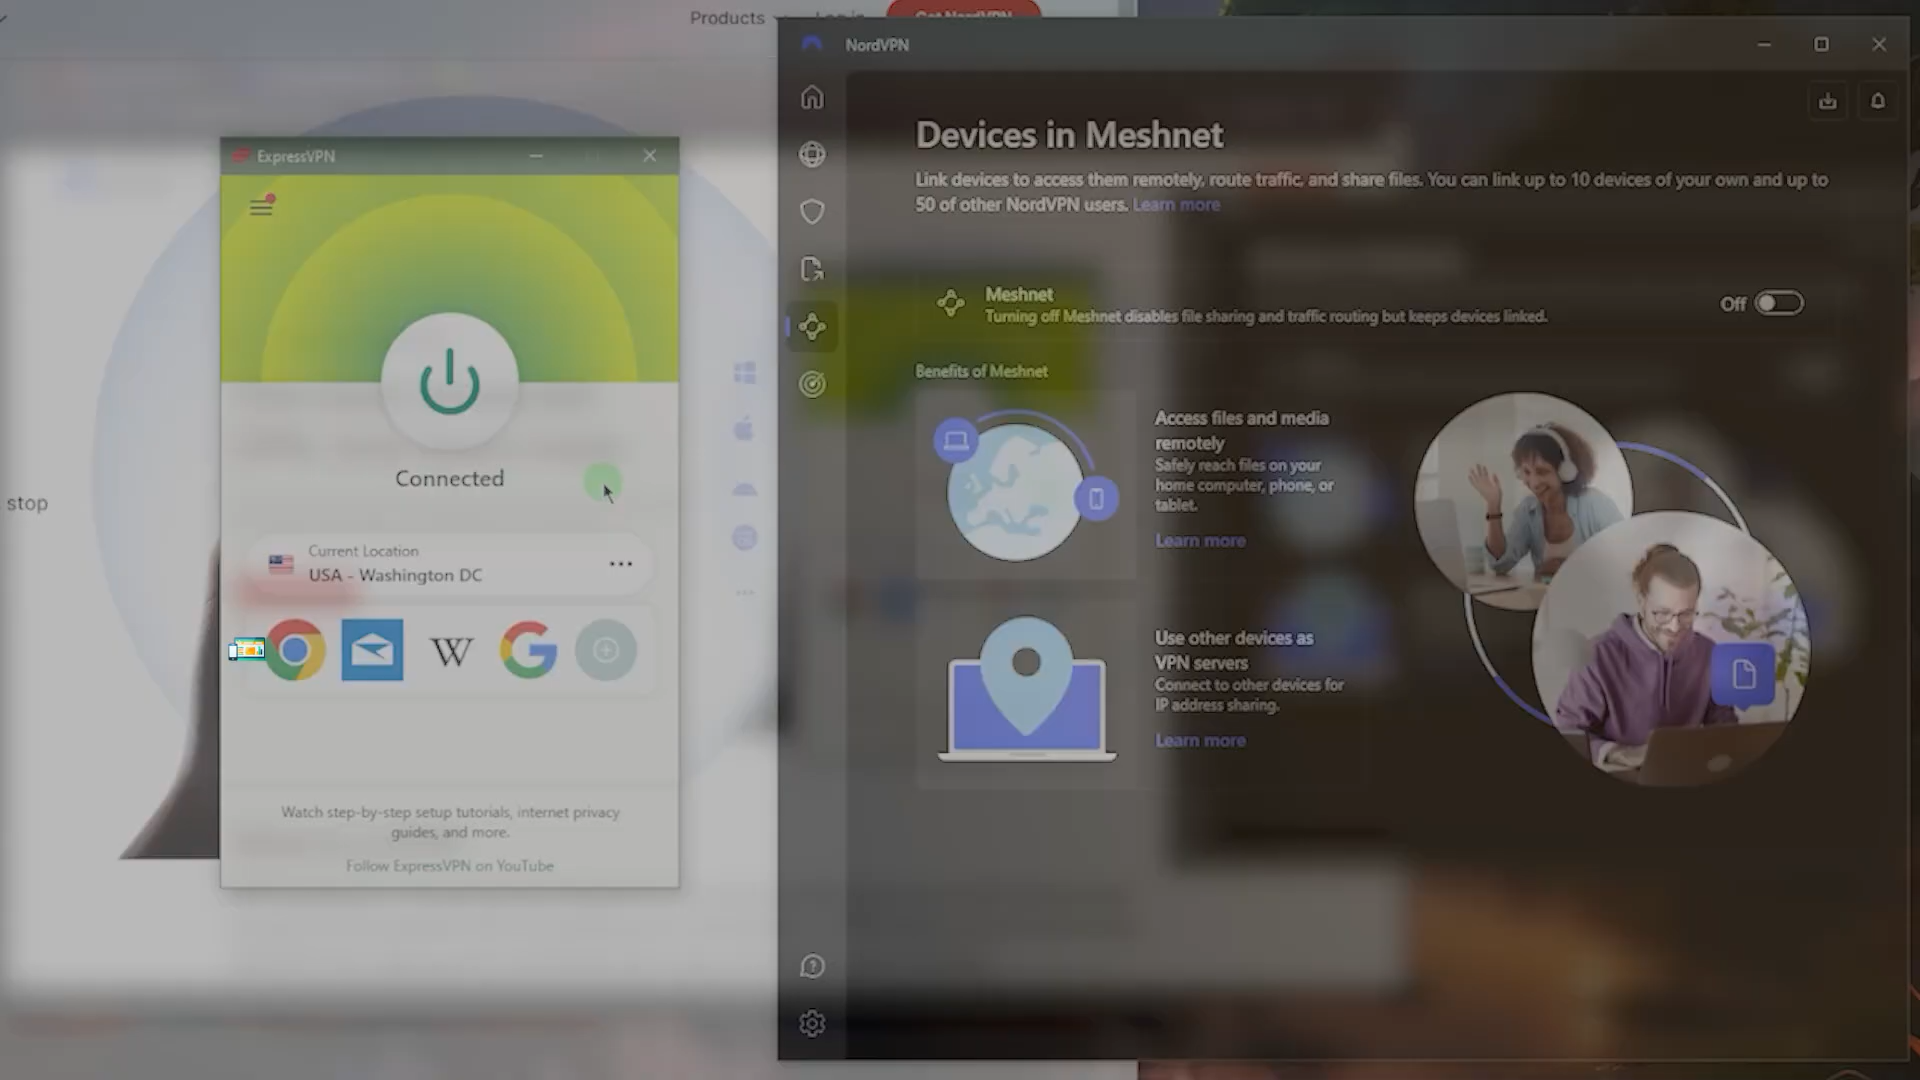 Products
Log in
Get NordVPN
stop
ExpressVPN
Connected
Current Location
USA - Washington DC
W
G
Watch step-by-step setup tutorials, internet privacy
guides, and more.
Follow ExpressVPN on YouTube
NordVPN
Devices in Meshnet
Link devices to access them remotely, route traffic, and share files. You can link up to 10 devices of your own and up to
50 of other NordVPN users. Learn more
Meshnet
Turning off Meshnet disables file sharing and traffic routing but keeps devices linked.
Off
Benefits of Meshnet
Access files and media
remotely
Safely reach files on your
home computer, phone, or
tablet.
Learn more
Use other devices as
VPN servers
Connect to other devices for
IP address sharing.
Learn more